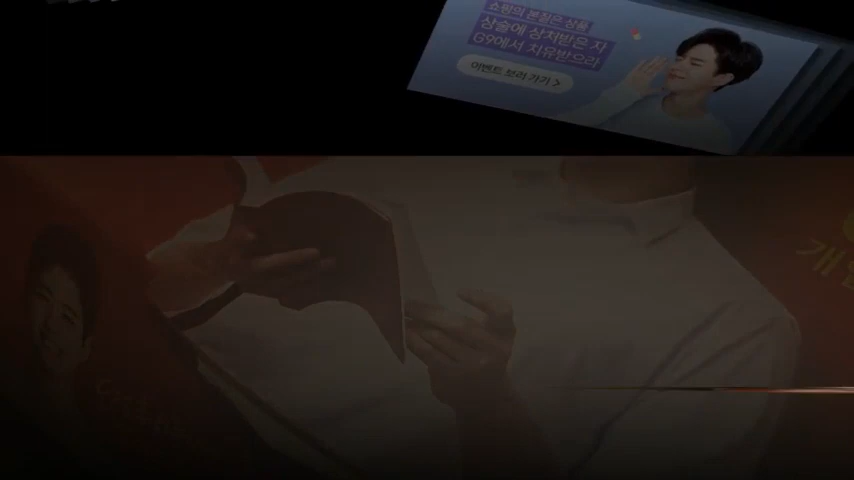 쇼핑의 본질은 상품
상술에 상처받은 자
G9에서 치유받으라
이벤트 보러 가기 >
개